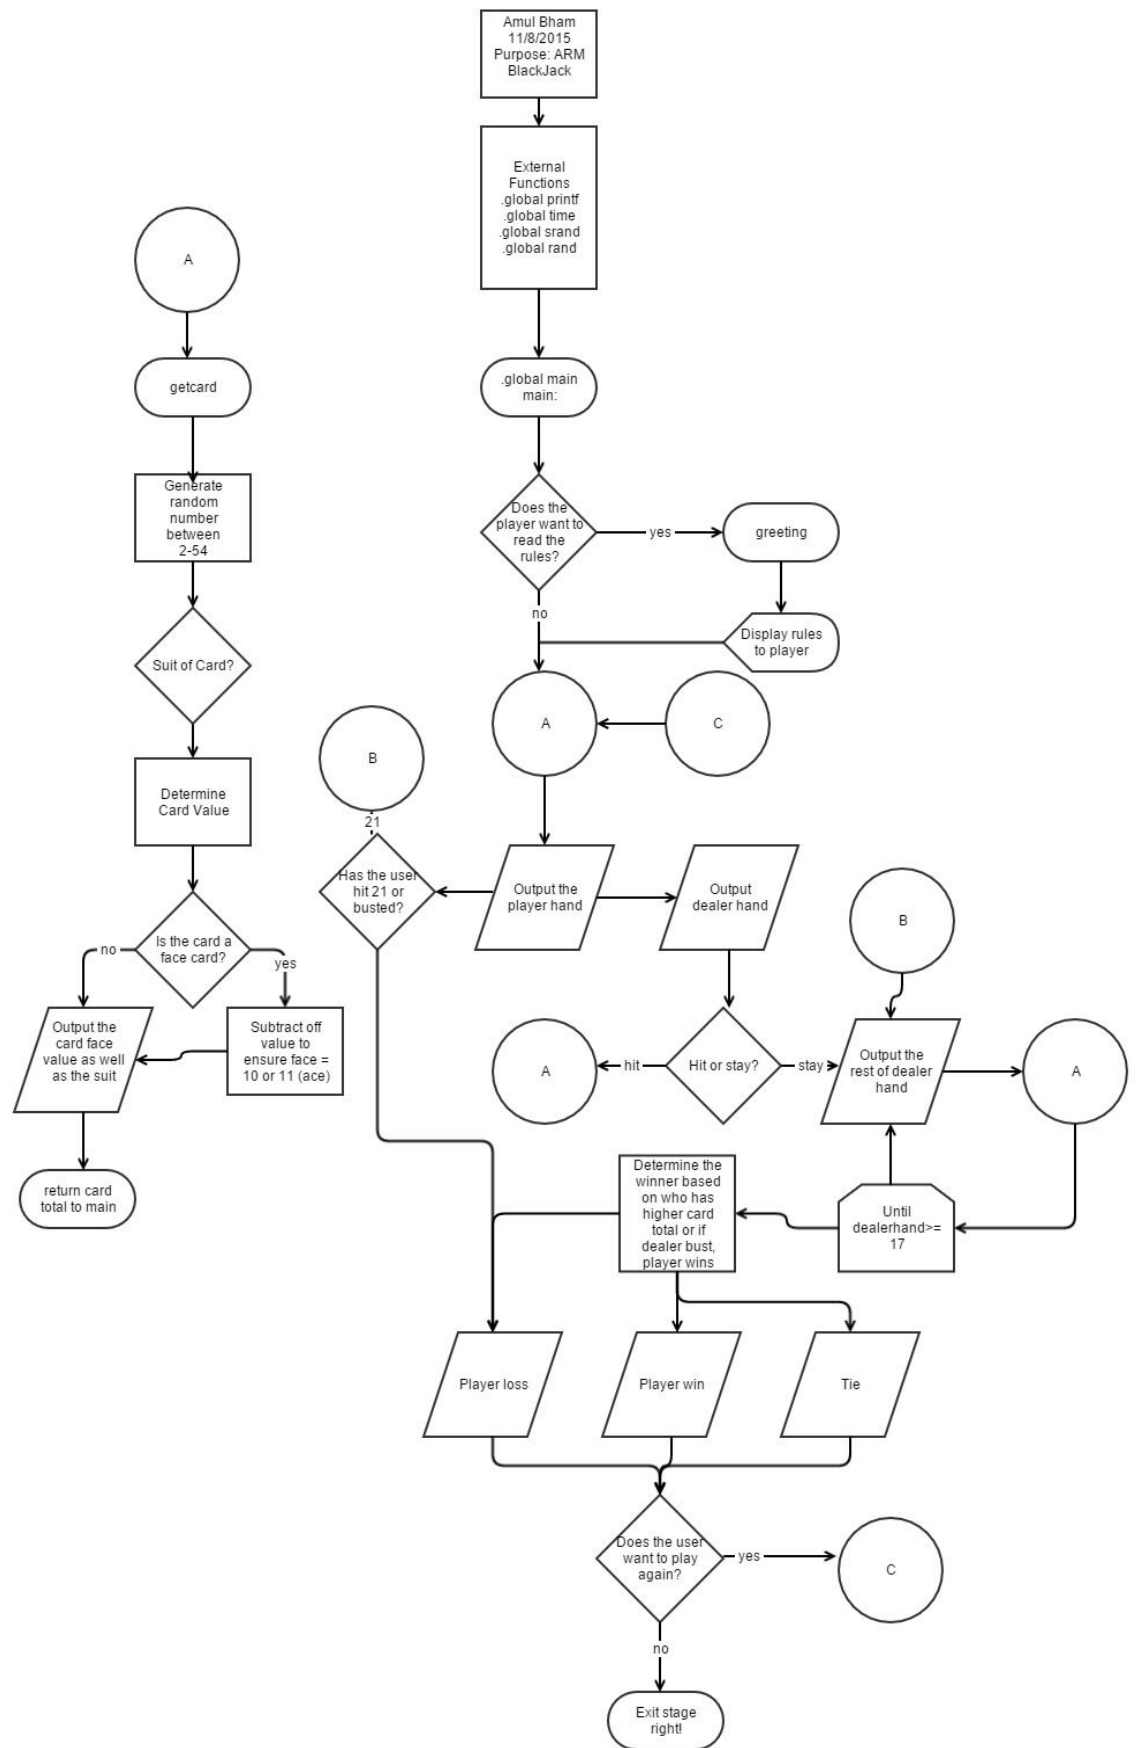 Amul Bham
11/8/2015
Purpose: ARM
BlackJack
External
Functions
.global printf
.global time
.global srand
.global rand
.global main
main:
Does the
player want to
read the
rules?
yes
greeting
Display rules
to player
no
A
C
Output the
player hand
Output
dealer hand
B
21
Has the user
hit 21 or
busted?
Hit or stay?
hit
A
stay
B
Output the
rest of dealer
hand
A
Until
dealerhand>=
17
Determine the
winner based
on who has
higher card
total or if
dealer bust,
player wins
Player loss
Player win
Tie
Does the user
want to play
again?
yes
C
no
Exit stage
right!
A
getcard
Generate
random
number
between
2-54
Suit of Card?
Determine
Card Value
Is the card a
face card?
no
yes
Output the
card face
value as well
as the suit
Subtract off
value to
ensure face =
10 or 11 (ace)
return card
total to main